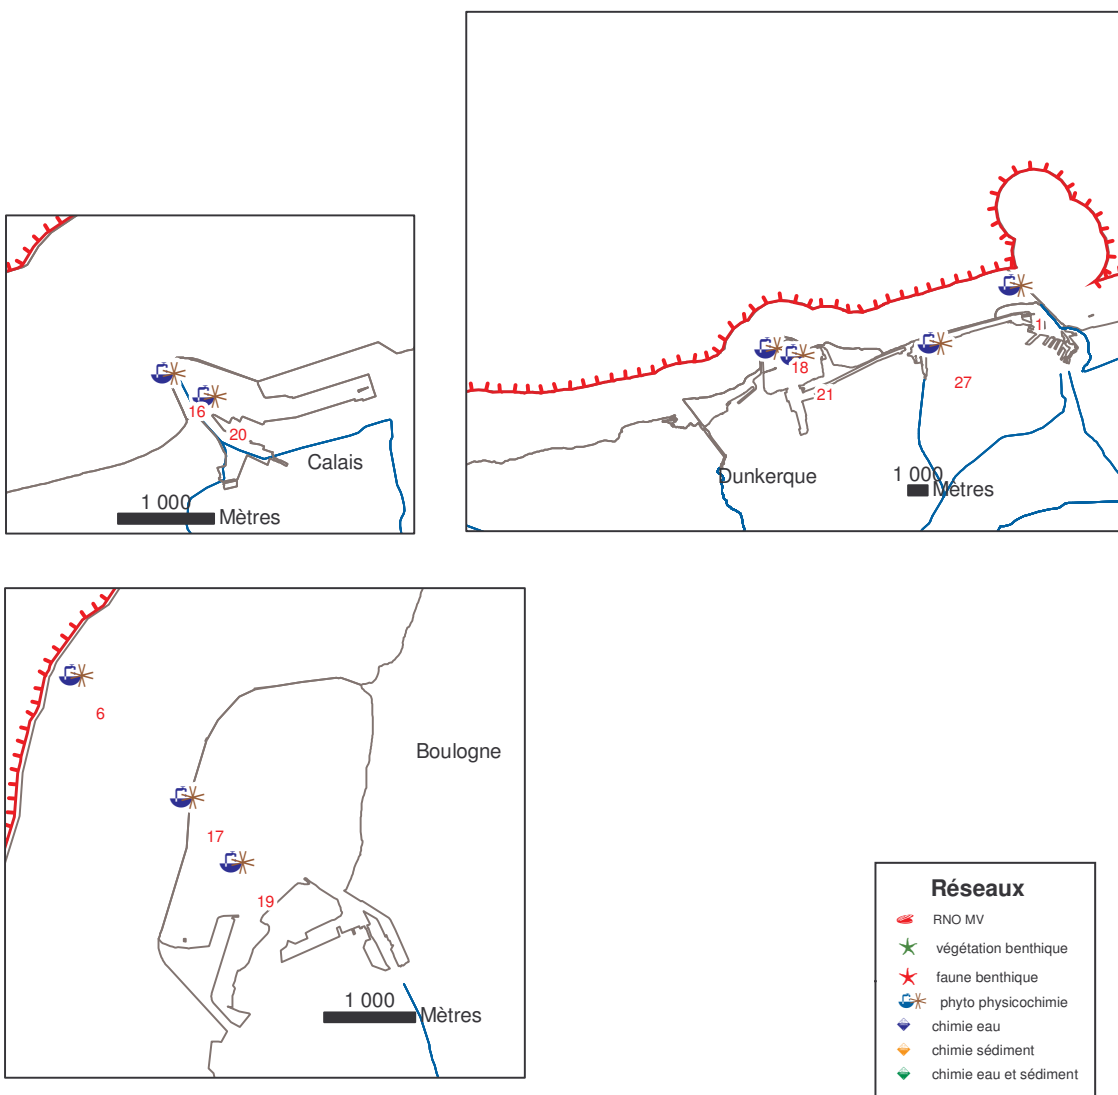 16
20
Calais
1 000
Mètres
1
18
21
27
Dunkerque
1 000
Mètres
6
Boulogne
17
19
1 000
Mètres
Réseaux
RNO MV
végétation benthique
faune benthique
phyto physicochimie
chimie eau
chimie sédiment
chimie eau et sédiment